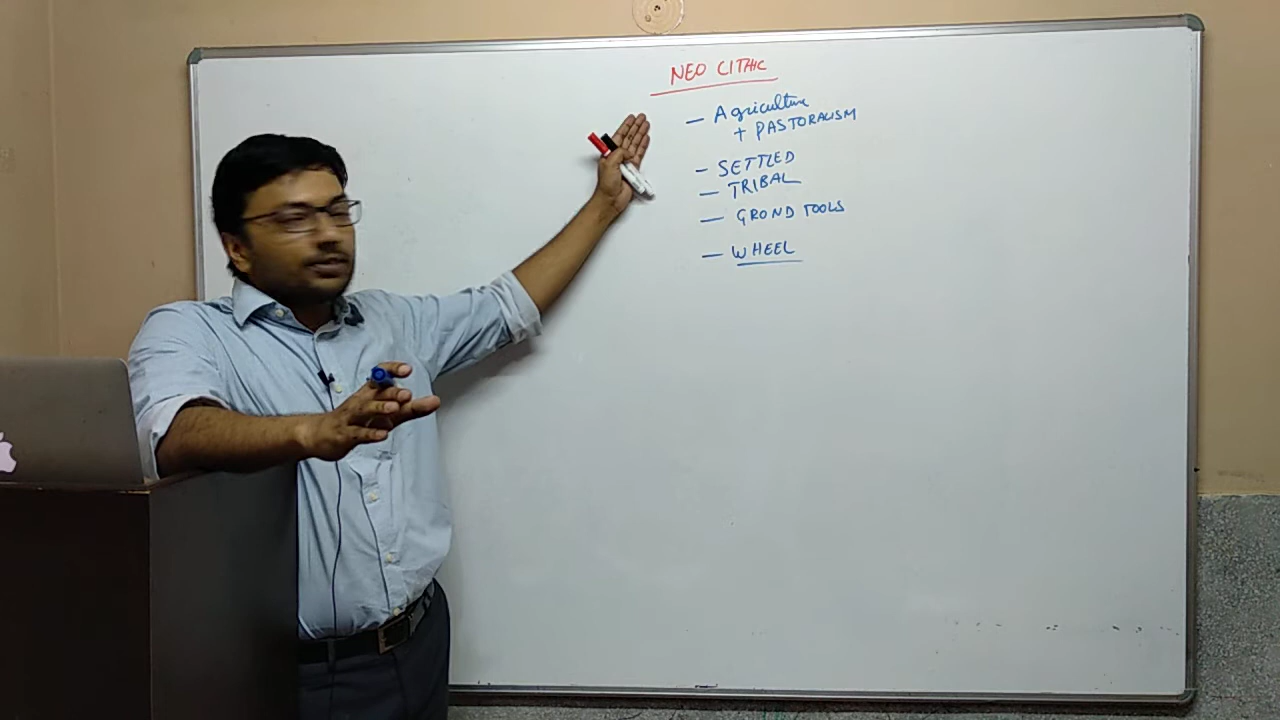 NEO LITHIC
— Agriculture
+ PASTORALISM
— SETTLED
— TRIBAL
— GROND TOOLS
— WHEEL